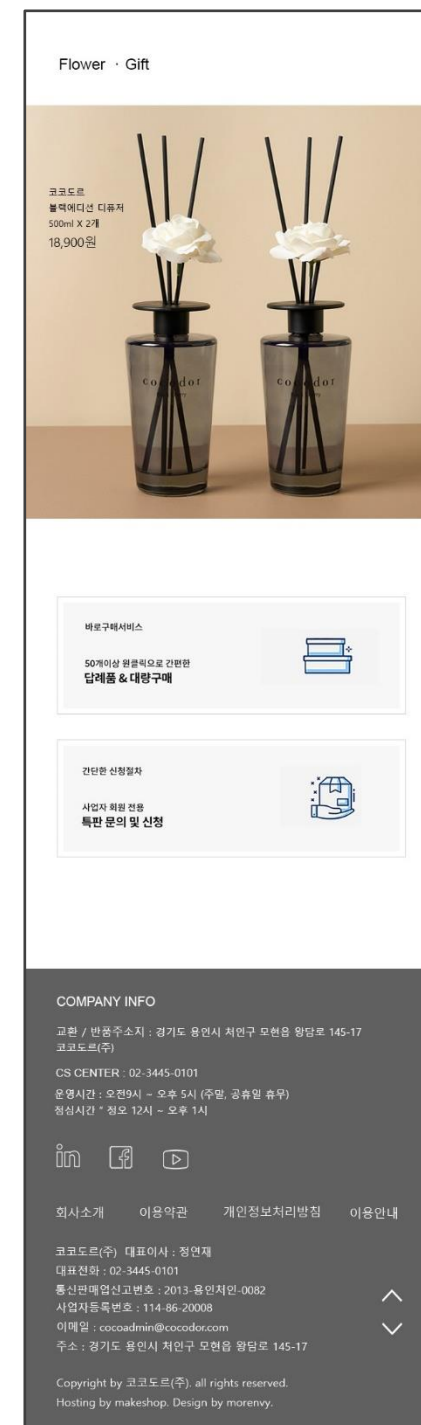 Flower · Gift
코코도르
블랙에디션 디퓨저
500ml X 2개
18,900원
cocodor
cocodor
바로구매서비스
50개이상 원클릭으로 간편한
답례품 & 대량구매
간단한 신청절차
사업자 회원 전용
특판 문의 및 신청
COMPANY INFO
교환 / 반품주소지 : 경기도 용인시 처인구 모현읍 왕담로 145-17
코코도르(주)
CS CENTER : 02-3445-0101
운영시간 : 오전9시 ~ 오후 5시 (주말, 공휴일 휴무)
점심시간 " 정오 12시 ~ 오후 1시
in f
회사소개 이용약관 개인정보처리방침 이용안내
코코도르(주) 대표이사 : 정연재
대표전화 : 02-3445-0101
통신판매업신고번호 : 2013-용인처인-0082
사업자등록번호 : 114-86-20008
이메일 : cocoadmin@cocodor.com
주소 : 경기도 용인시 처인구 모현읍 왕담로 145-17
Copyright by 코코도르(주). all rights reserved.
Hosting by makeshop. Design by morenvy.